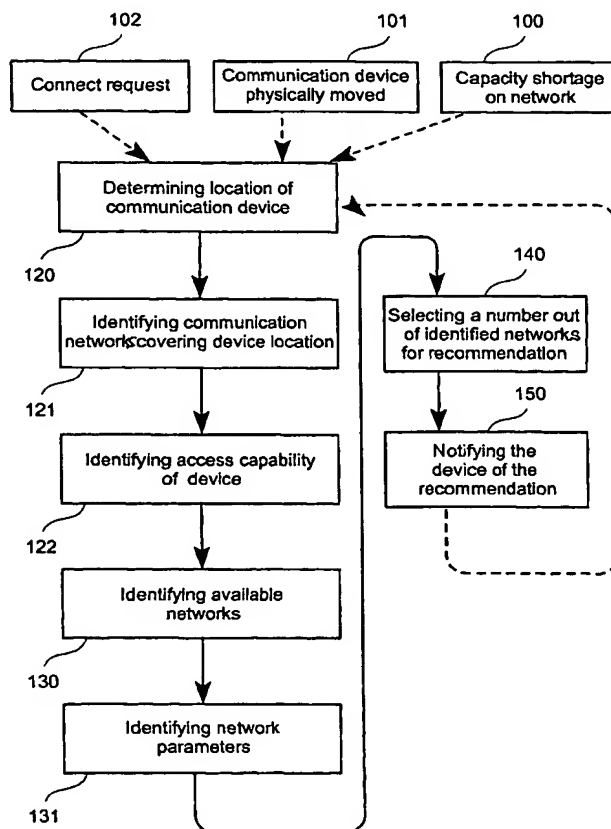 102
101
100
Connect request
Communication device
physically moved
Capacity shortage
on network
Determining location of
communication device
120
Identifying communication
networks covering device location
121
Identifying access capability
of device
122
Identifying available
networks
130
Identifying network
parameters
131
140
Selecting a number out
of identified networks
for recommendation
150
Notifying the
device of the
recommendation